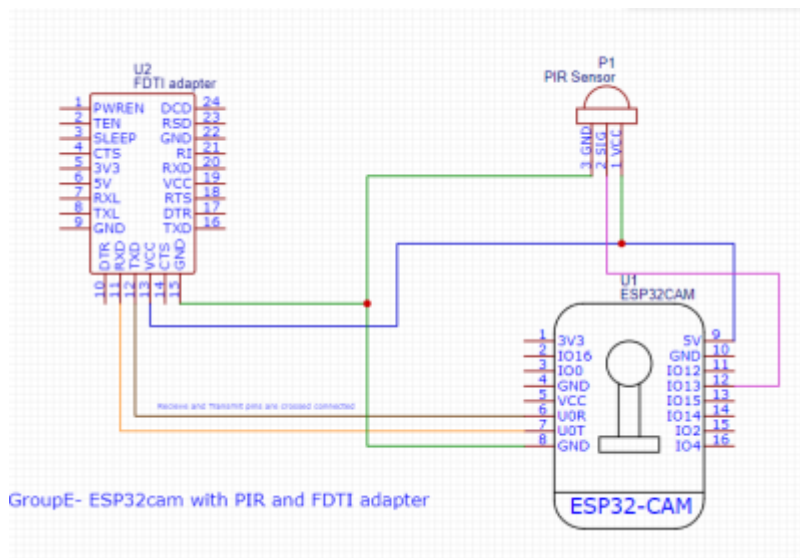 U2
FDTI adapter
1 PWREN DCD 24
2 TEN RSD 23
3 SLEEP GND 22
4 CTS RI 21
5 3V3 RXD 20
6 5V VCC 19
7 RXL RTS 18
8 TXL DTR 17
9 GND TXD 16
DTR RXD TXD VCC CTS GND
10 11 12 13 14 15
P1
PIR Sensor
3 GND
2 SIG
1 VCC
U1
ESP32CAM
1 3V3 5V 9
2 IO16 GND 10
3 IO0 IO12 11
4 GND IO13 12
5 VCC IO15 13
6 U0R IO14 14
7 U0T IO2 15
8 GND IO4 16
Recieve and Transmit pins are crossed connected
ESP32-CAM
GroupE- ESP32cam with PIR and FDTI adapter